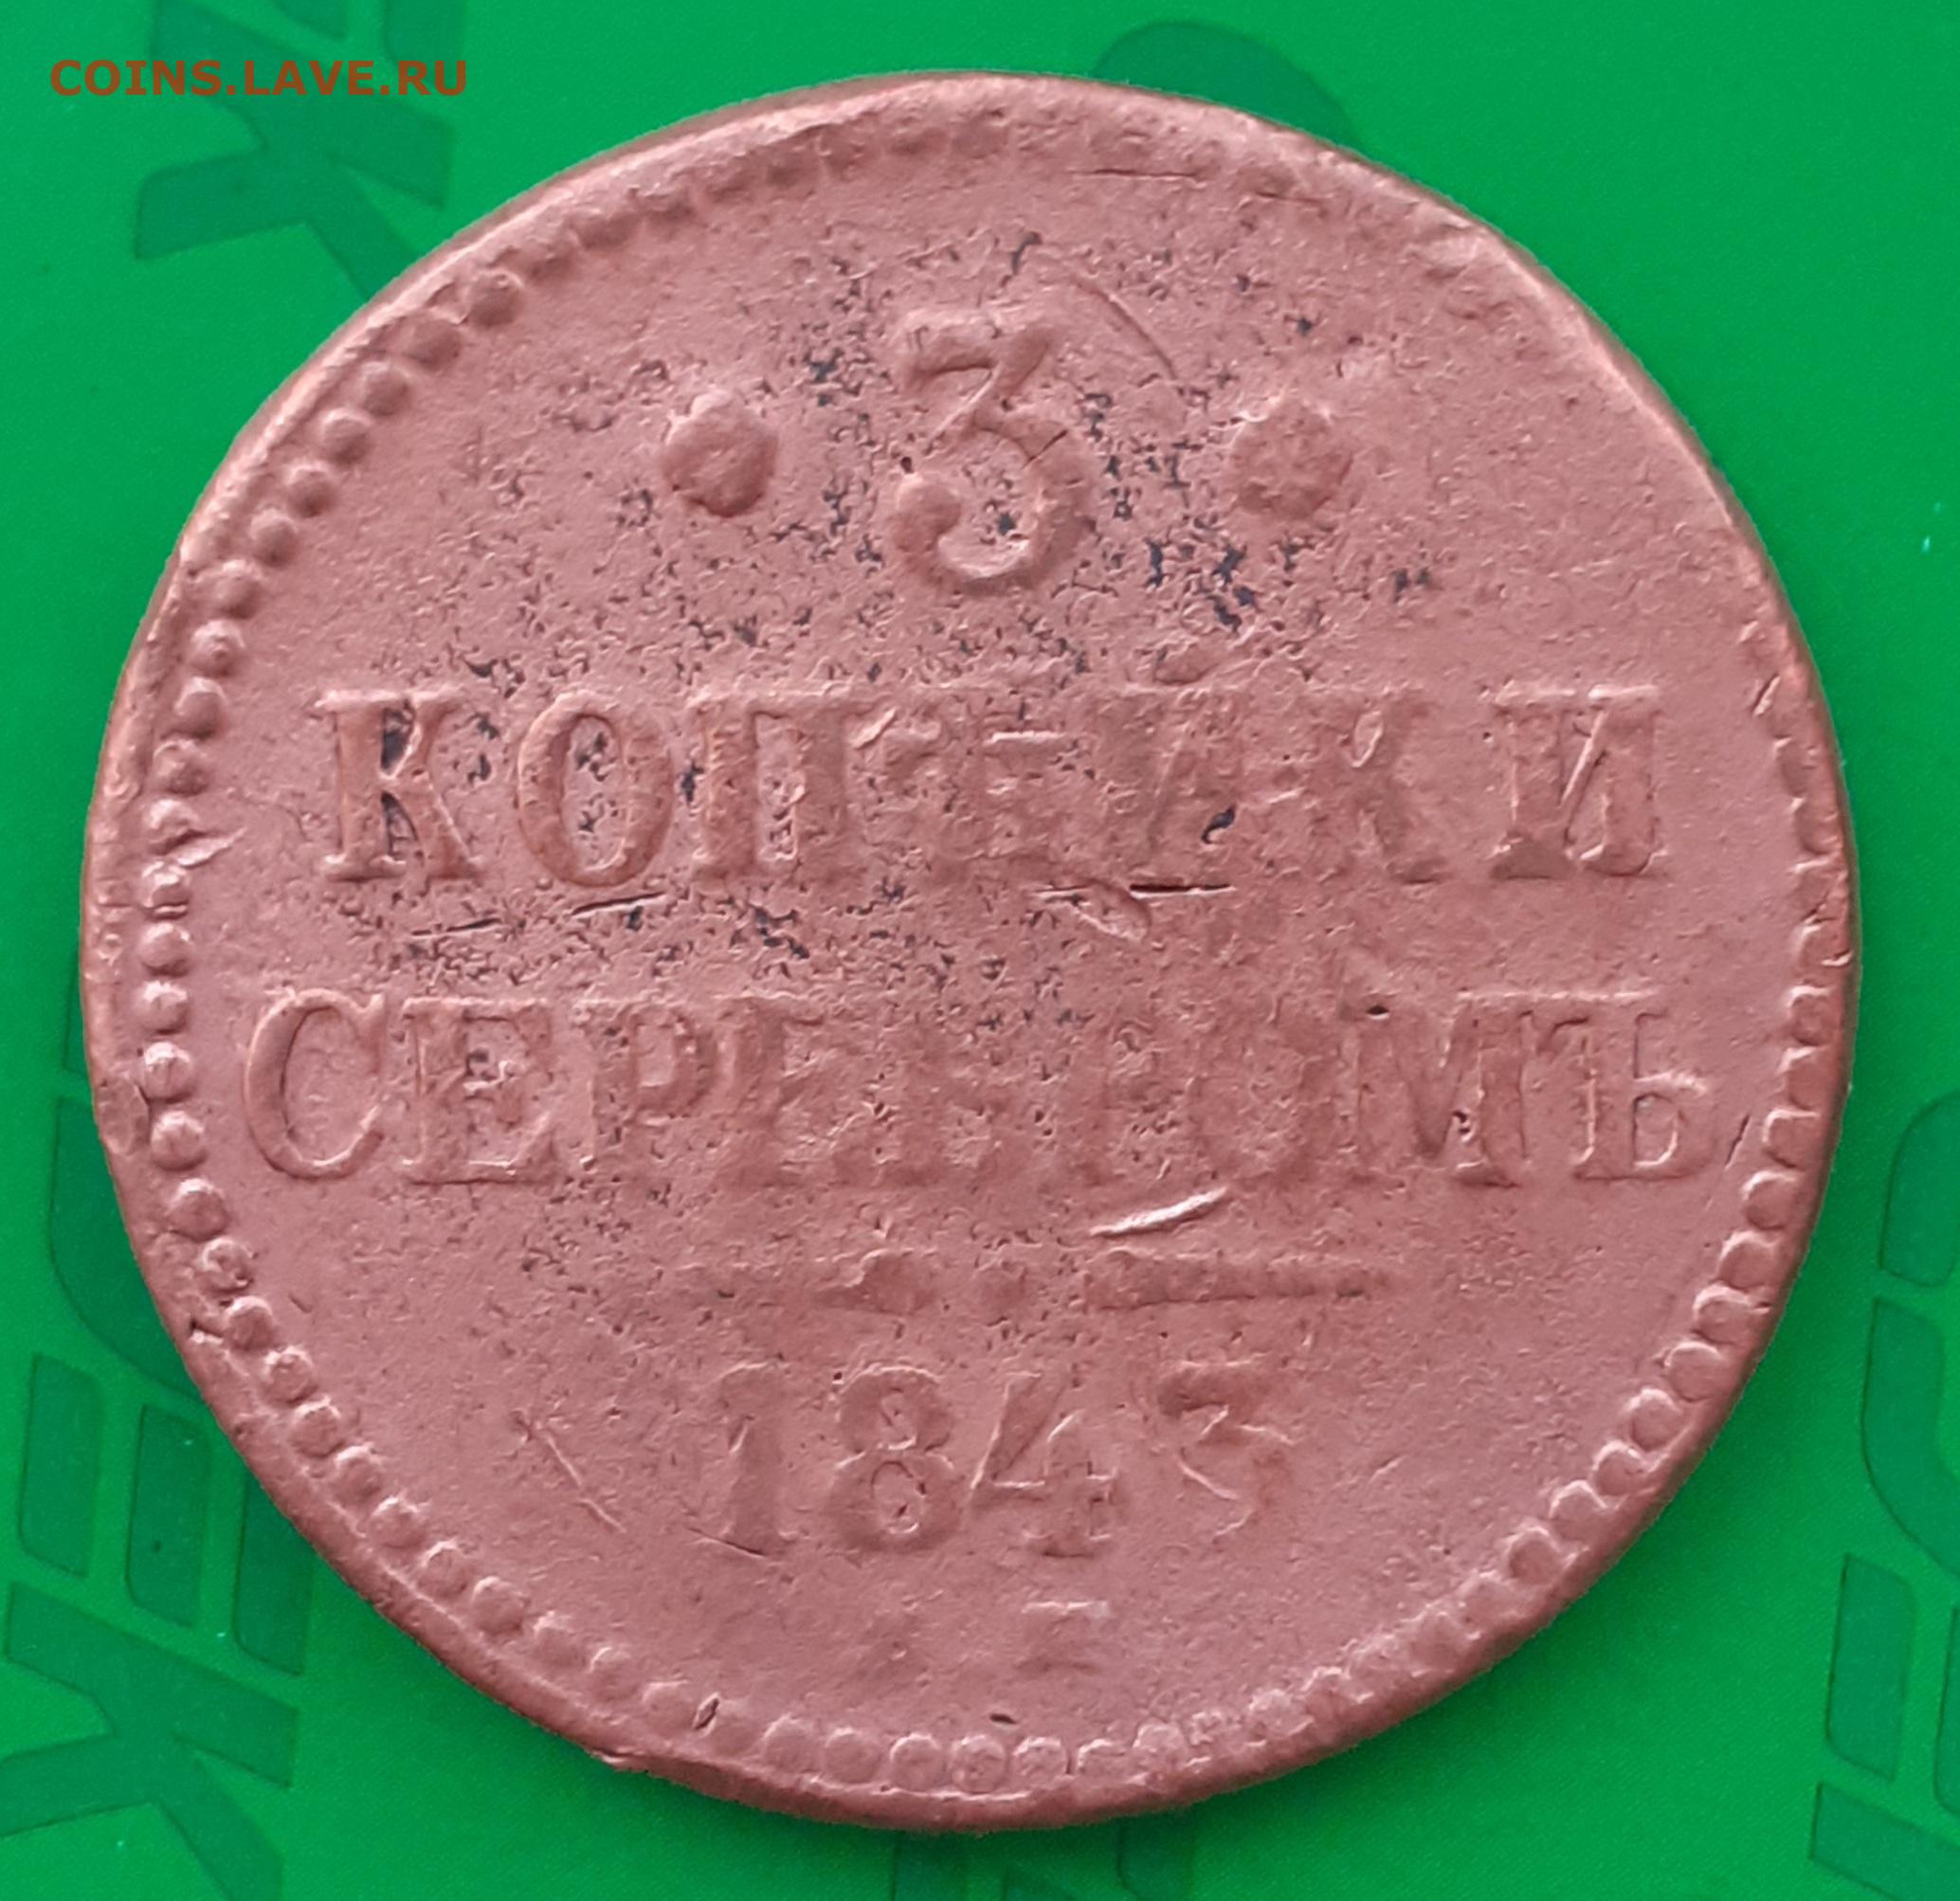 COINS.LAVE.RU
• 3 •
КОПѢЙКИ
СЕРЕБРОМЪ
1843